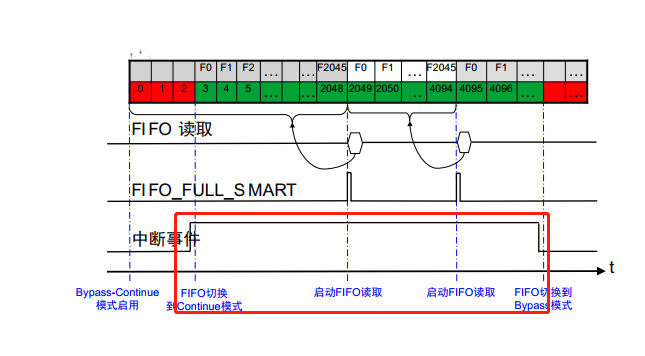 F0 F1 F2 ... ... F2045 F0 F1 ... F2045 F0 F1 ... ...
0 1 2 3 4 5 ... ... 2048 2049 2050 ... 4094 4095 4096 ... ...
FIFO 读取
FIFO_FULL_SMART
中断事件
t
Bypass-Continue
模式启用
FIFO切换
到Continue模式
启动FIFO读取
启动FIFO读取
FIFO切换到
Bypass模式